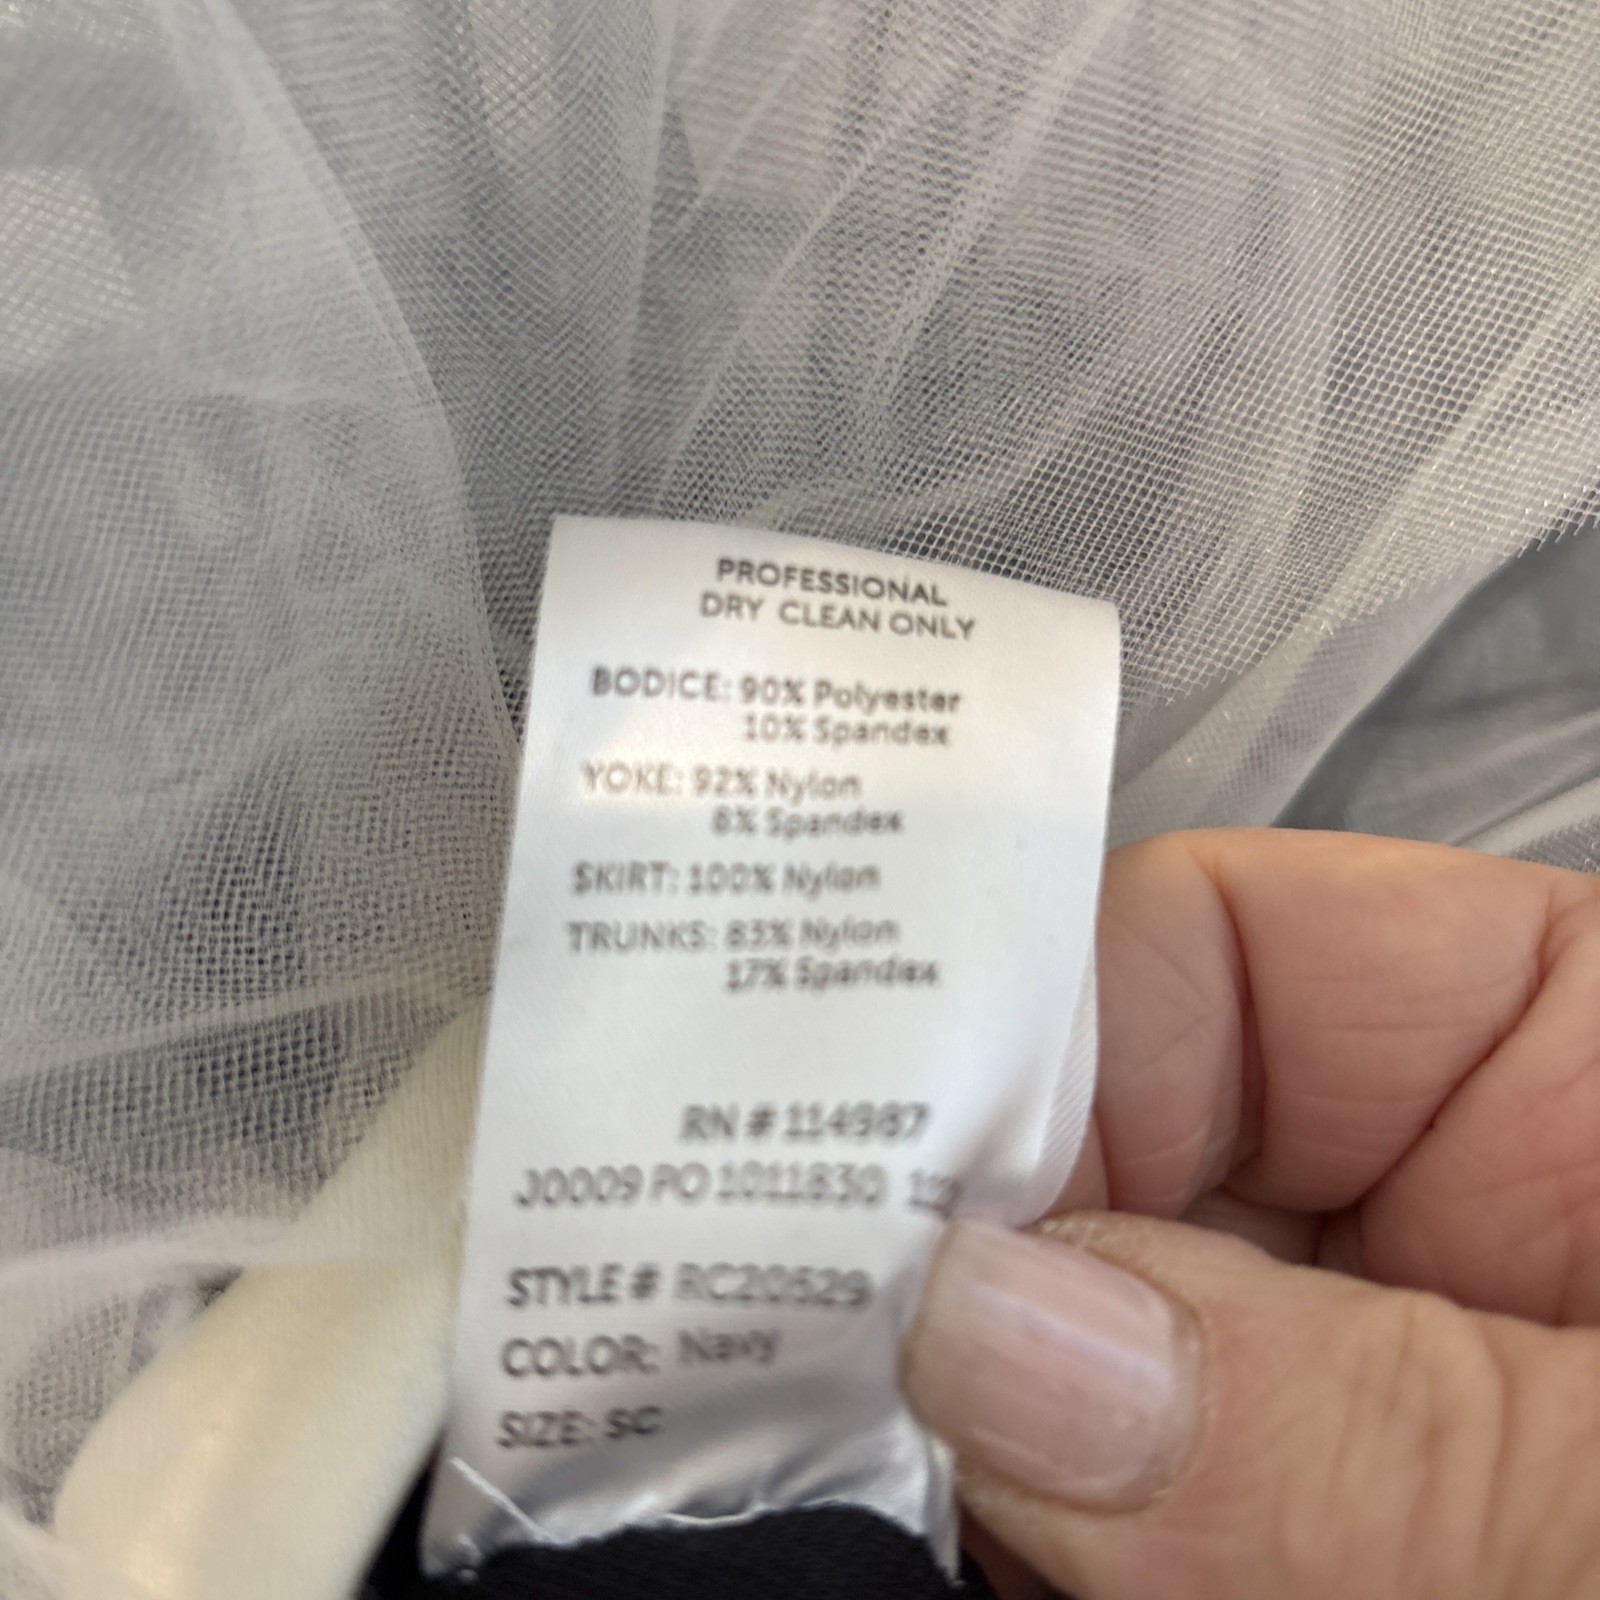 PROFESSIONAL
DRY CLEAN ONLY
BODICE: 90% Polyester
10% Spandex
YOKE: 92% Nylon
8% Spandex
SKIRT: 100% Nylon
TRUNKS: 83% Nylon
17% Spandex
RN # 114987
J0009 PO 1011830
STYLE # RC20529
COLOR: Navy
SIZE: SC